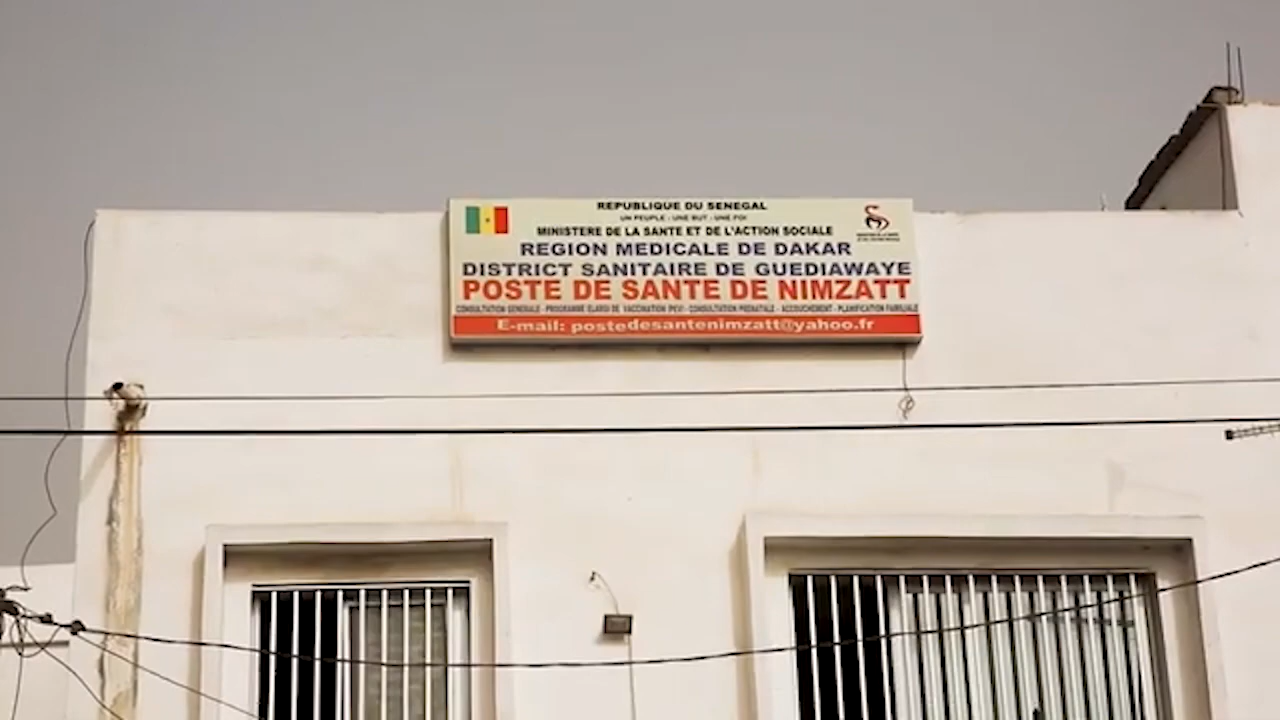 REPUBLIQUE DU SENEGAL
UN PEUPLE - UNE BUT - UNE FOI
MINISTERE DE LA SANTE ET DE L'ACTION SOCIALE
REGION MEDICALE DE DAKAR
DISTRICT SANITAIRE DE GUEDIAWAYE
POSTE DE SANTE DE NIMZATT
CONSULTATION GENERALE - PROGRAMME ELARGI DE VACCINATION (PEV) - CONSULTATION PRENATALE - ACCOUCHEMENT - PLANIFICATION FAMILIALE
E-mail: postedesantenimzatt@yahoo.fr